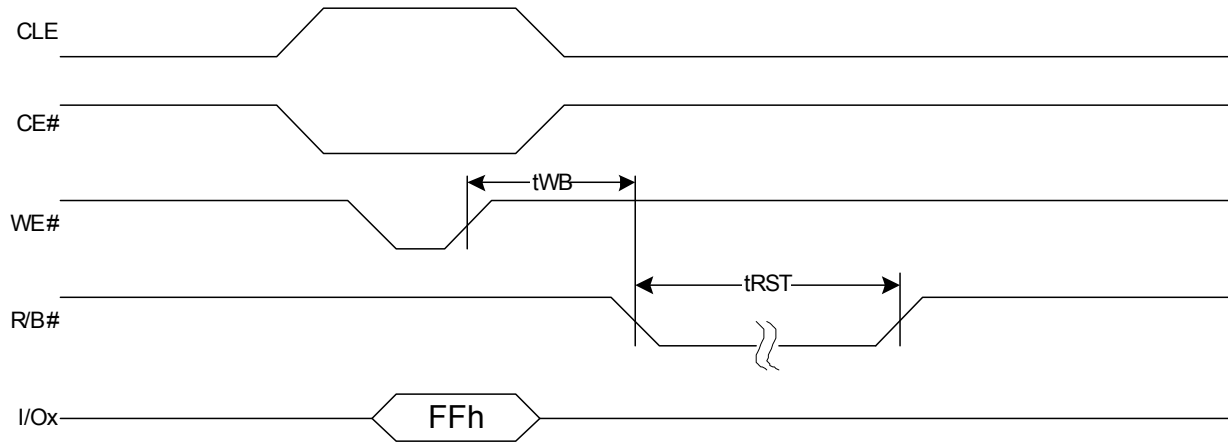 CLE
CE#
tWB
WE#
tRST
R/B#
I/Ox
FFh